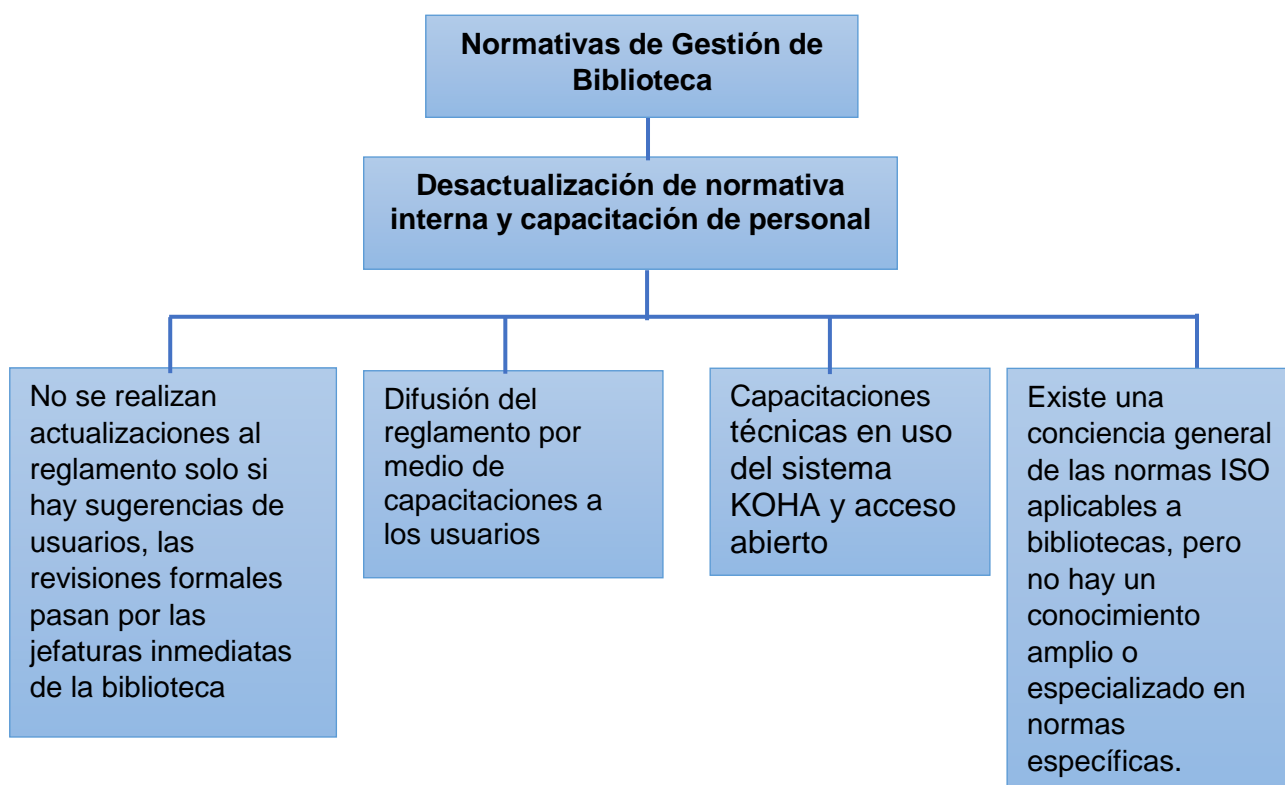 Normativas de Gestión de
Biblioteca
Desactualización de normativa
interna y capacitación de personal
No se realizan
actualizaciones al
reglamento solo si
hay sugerencias de
usuarios, las
revisiones formales
pasan por las
jefaturas inmediatas
de la biblioteca
Difusión del
reglamento por
medio de
capacitaciones a
los usuarios
Capacitaciones
técnicas en uso
del sistema
KOHA y acceso
abierto
Existe una
conciencia general
de las normas ISO
aplicables a
bibliotecas, pero
no hay un
conocimiento
amplio o
especializado en
normas
específicas.